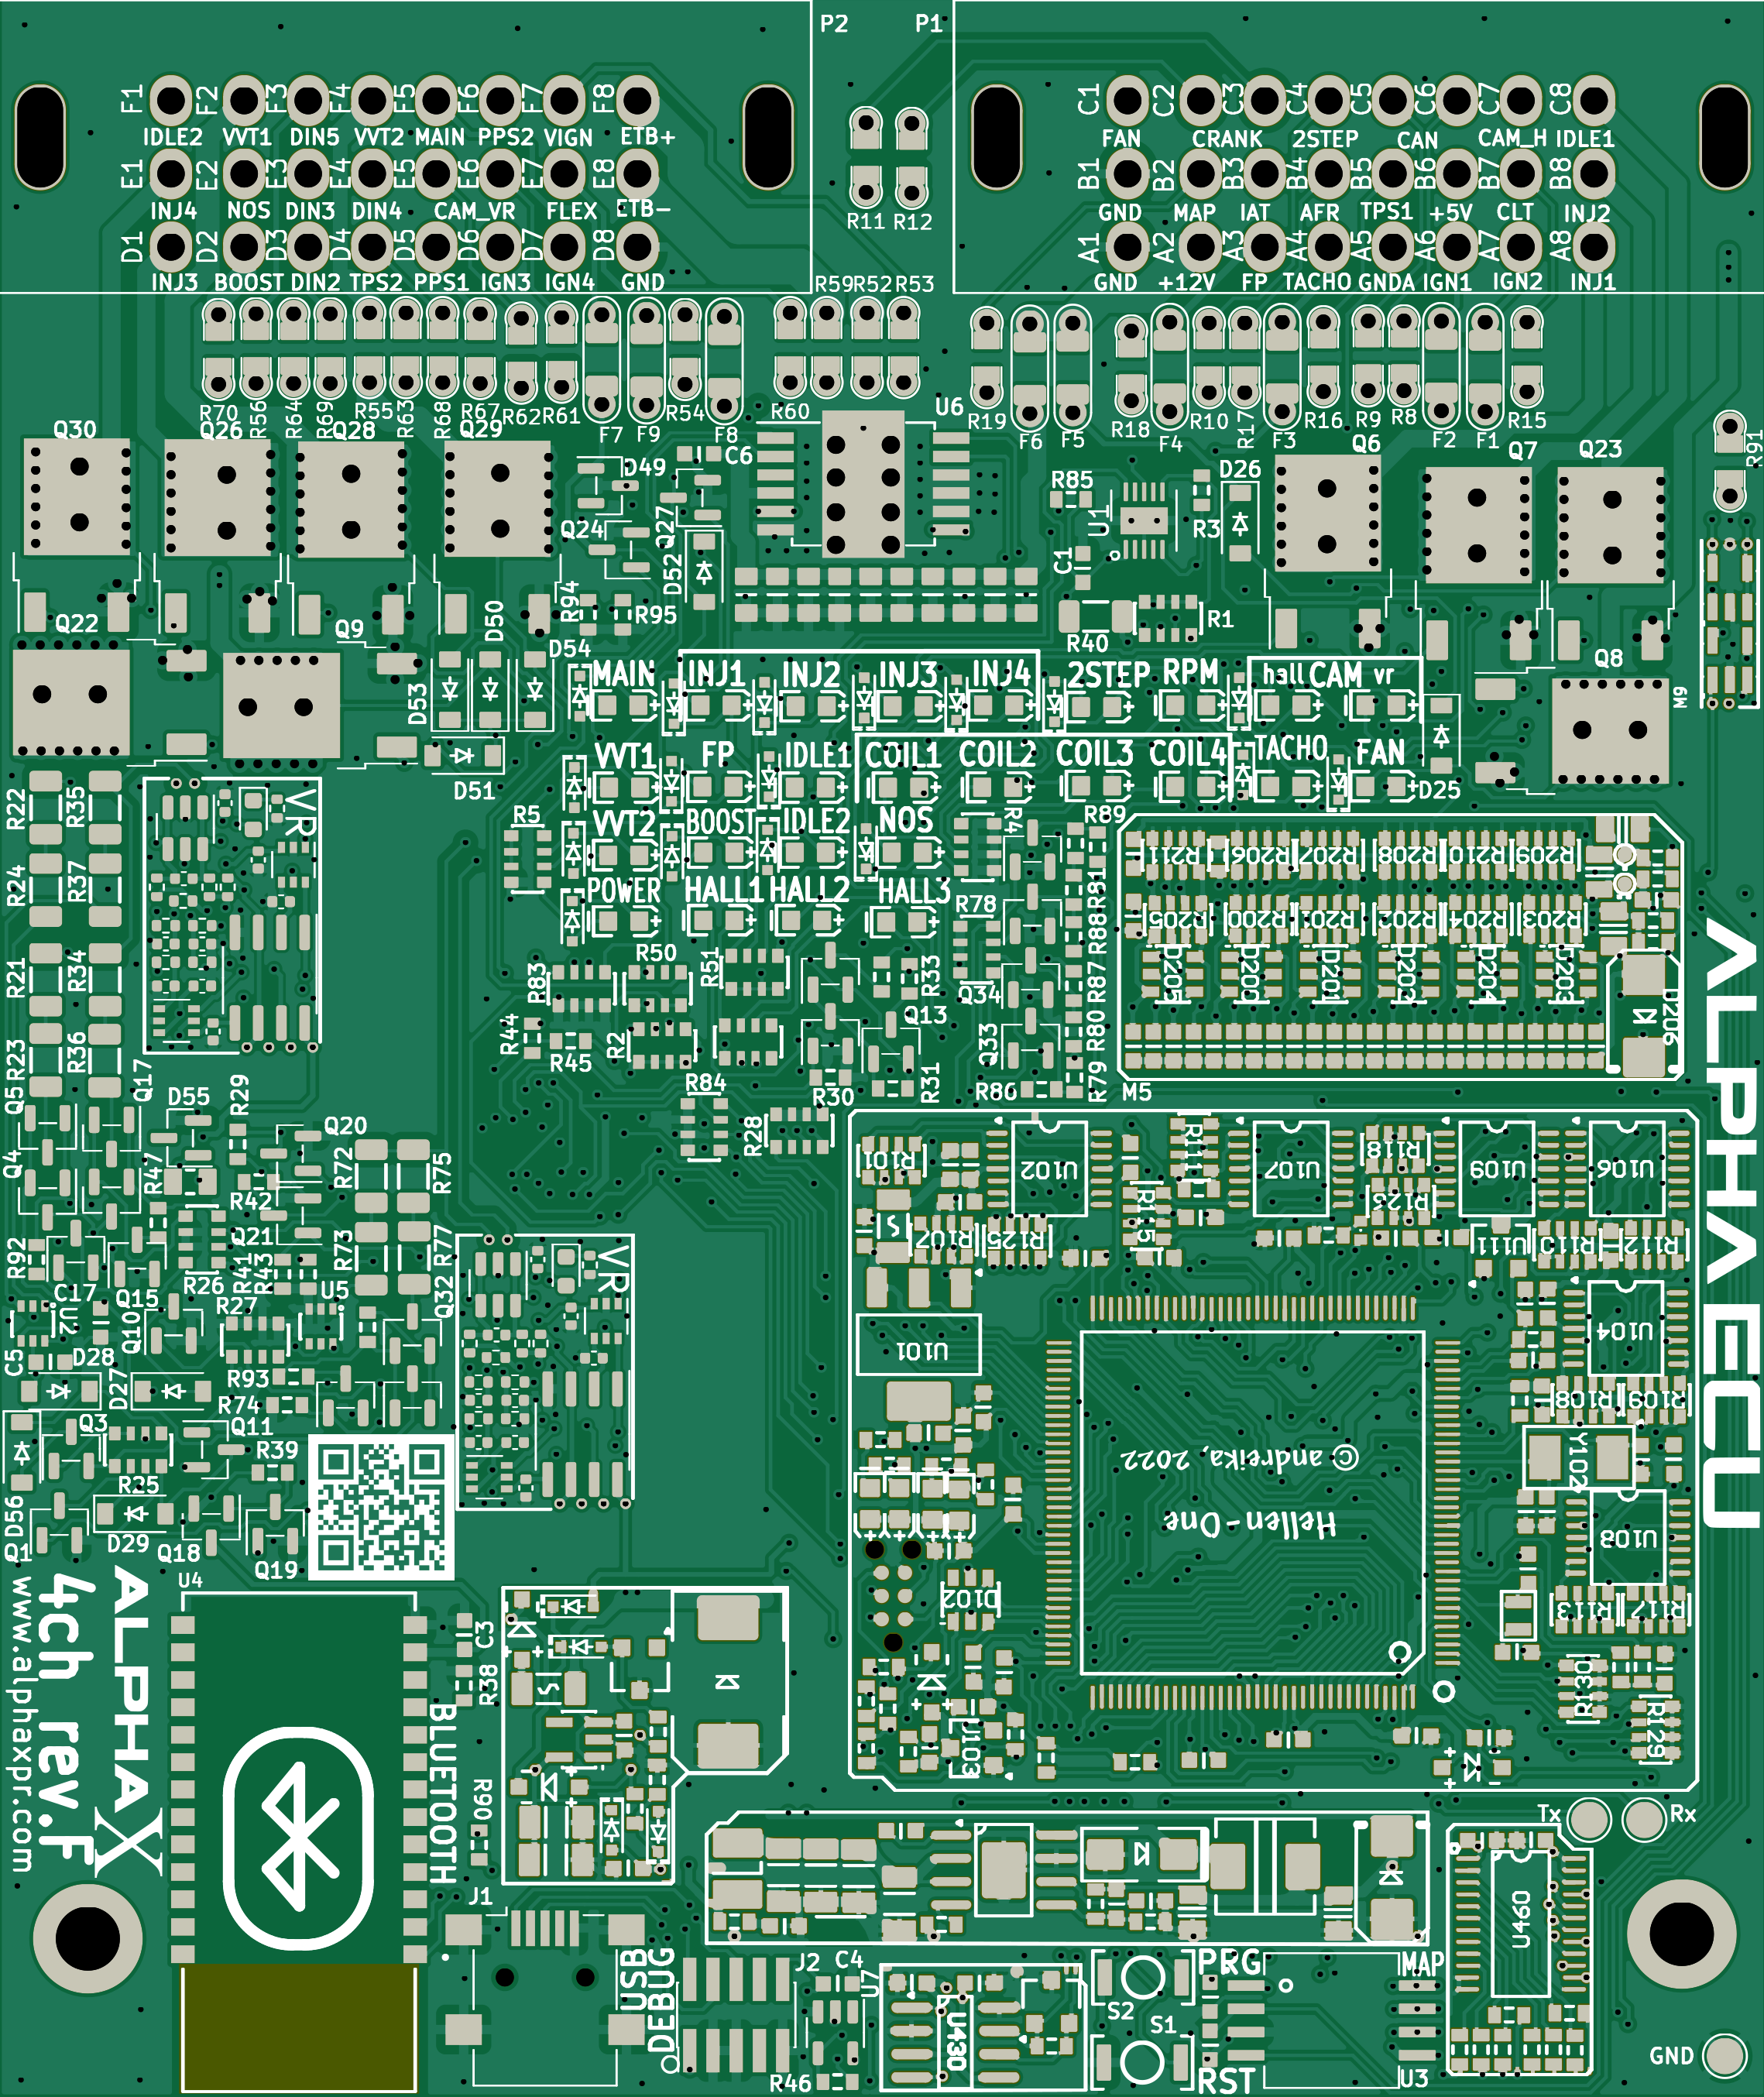 P2 P1
F1 F2 F3 F4 F5 F6 F7 F8
C1 C2 C3 C4 C5 C6 C7 C8
IDLE2 VVT1 DIN5 VVT2 MAIN PPS2 VIGN ETB+
FAN CRANK 2STEP CAN CAM_H IDLE1
E1 E2 E3 E4 E5 E6 E7 E8
B1 B2 B3 B4 B5 B6 B7 B8
INJ4 NOS DIN3 DIN4 CAM_VR FLEX ETB-
R11 R12
GND MAP IAT AFR TPS1 +5V CLT INJ2
D1 D2 D3 D4 D5 D6 D7 D8
A1 A2 A3 A4 A5 A6 A7 A8
INJ3 BOOST DIN2 TPS2 PPS1 IGN3 IGN4 GND
GND +12V FP TACHO GNDA IGN1 IGN2 INJ1
R59 R52 R53
R70 R56 R64 R69 R55 R63 R68 R67 R62 R61 F7 F9 R54 F8 R60 U6
R19 F6 F5 R18 F4 R10 R17 F3 R16 R9 R8 F2 F1 R15 R91
Q30 Q26 Q28 Q29 D49 C6 R85 D26 Q6 Q7 Q23
Q24 Q27 D52 U1 R3 C1
Q22 Q9 D50 R94 R95 R40 R1 Q8
D53 D54 D51 M9
MAIN INJ1 INJ2 INJ3 INJ4 2STEP RPM hall CAM vr
VVT1 FP IDLE1 COIL1 COIL2 COIL3 COIL4 TACHO FAN
D25
VVT2 BOOST IDLE2 NOS
POWER HALL1 HALL2 HALL3
R22 R35 VR R5 R4 R89
R24 R37 R78 R81 R88
R211 R206 R207 R208 R210 R209
R205 R200 R201 R202 R204 R203
D205 D200 D201 D202 D204 D203 D206
R21 R34 R83 R50 R51 R33 Q34 R87
R23 R36 R44 R45 R2 Q13 Q33 R80
R84 R30 R31 R86 R79 M5
ALPHA ECU
Q5 Q17 D55 R29 Q20 R28
Q4 R47 R42 R72 R75
R101 U102 R111 U107 R118 U109 U106
R92 Q21 R26 R41 R43 R73 R77
R107 R125 R115 R123 U111 R110 R112
C17 U2 Q15 Q10 R27 U5 Q32 VR
U101 U104
C5 D28 D27 R93 R74
R108 R109
Q3 Q11 R39 R25
© andreika, 2022
Y102
D56 D29 Q1 Q18 Q19
Hellen-One
U103
D102 R113 R117
U4 C3 R38
R130 R129
ALPHAX
4ch rev.F
www.alphaxpr.com
BLUETOOTH
R90
Tx Rx
J1 USB
DEBUG
J2 C4 U7 R46
U430
S2 S1
PRG
RST
MAP
U3
U460
GND